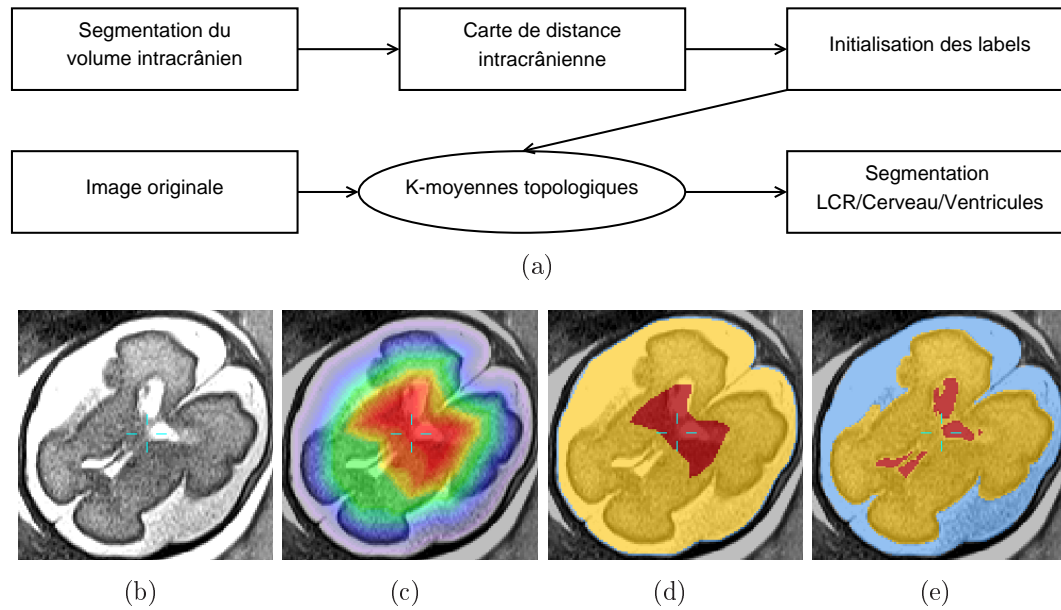 Segmentation du
volume intracrânien
Carte de distance
intracrânienne
Initialisation des labels
Image originale
K-moyennes topologiques
Segmentation
LCR/Cerveau/Ventricules
(a)
(b)
(c)
(d)
(e)